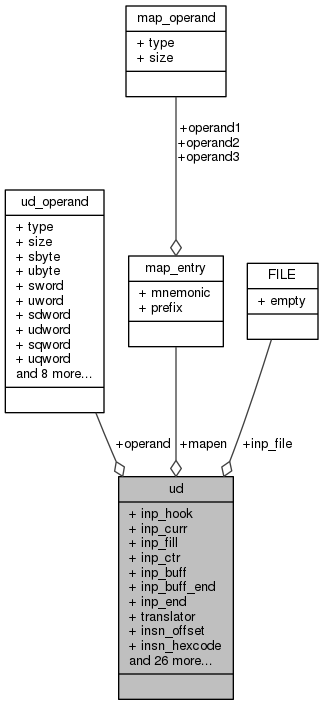 map_operand
+ type
+ size
+operand1
+operand2
+operand3
ud_operand
+ type
+ size
+ sbyte
+ ubyte
+ sword
+ uword
+ sdword
+ udword
+ sqword
+ uqword
and 8 more...
map_entry
+ mnemonic
+ prefix
FILE
+ empty
+operand
+mapen
+inp_file
ud
+ inp_hook
+ inp_curr
+ inp_fill
+ inp_ctr
+ inp_buff
+ inp_buff_end
+ inp_end
+ translator
+ insn_offset
+ insn_hexcode
and 26 more...